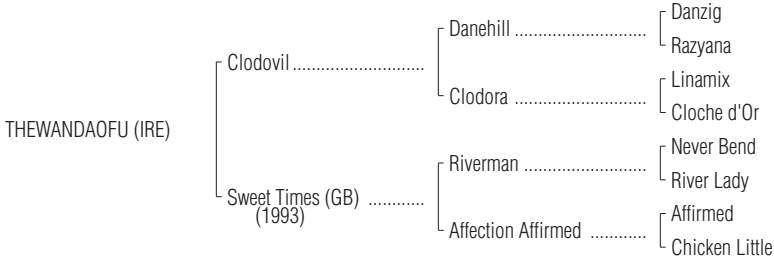 Danzig
Danehill ............................
Razyana
Clodovil ............................
Linamix
Clodora ............................
Cloche d'Or
THEWANDAOFU (IRE)
Never Bend
Riverman ..........................
River Lady
Sweet Times (GB) ............
(1993)
Affirmed
Affection Affirmed ............
Chicken Little